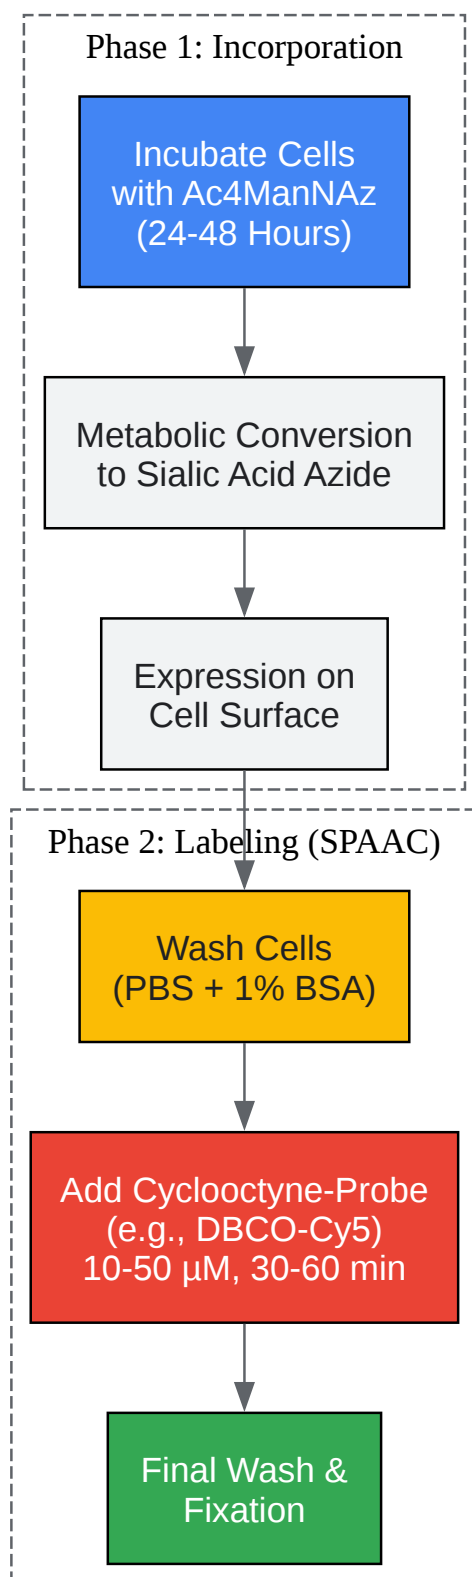 Phase 1: Incorporation
Incubate Cells
with Ac4ManNAz
(24-48 Hours)
Metabolic Conversion
to Sialic Acid Azide
Expression on
Cell Surface
Phase 2: Labeling (SPAAC)
Wash Cells
(PBS + 1% BSA)
Add Cyclooctyne-Probe
(e.g., DBCO-Cy5)
10-50 µM, 30-60 min
Final Wash &
Fixation